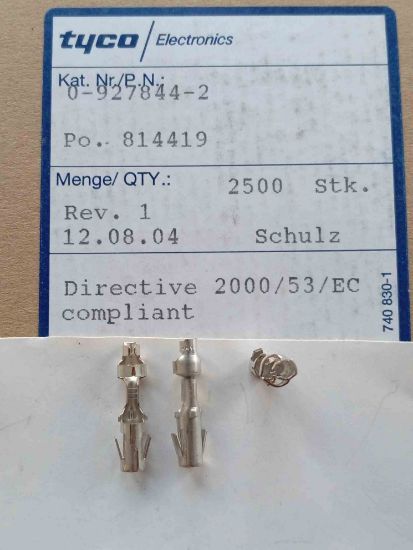 tyco / Electronics
Kat. Nr./P.N.:
0-927844-2
Po. 814419
Menge/ QTY.:
2500 Stk.
Rev. 1
12.08.04 Schulz
Directive 2000/53/EC
compliant
740 830-1